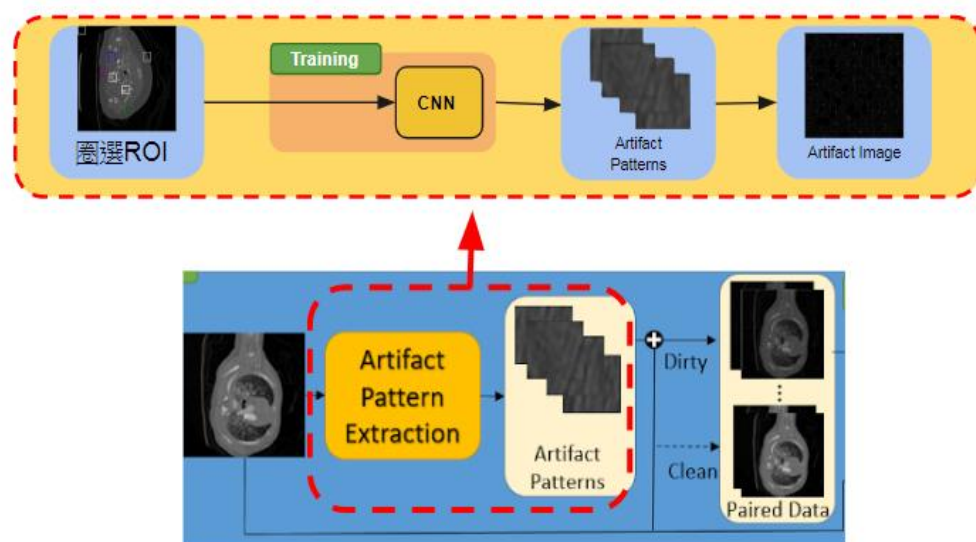 Training
CNN
圈選ROI
Artifact
Patterns
Artifact Image
Artifact
Pattern
Extraction
Artifact
Patterns
Dirty
Clean
Paired Data